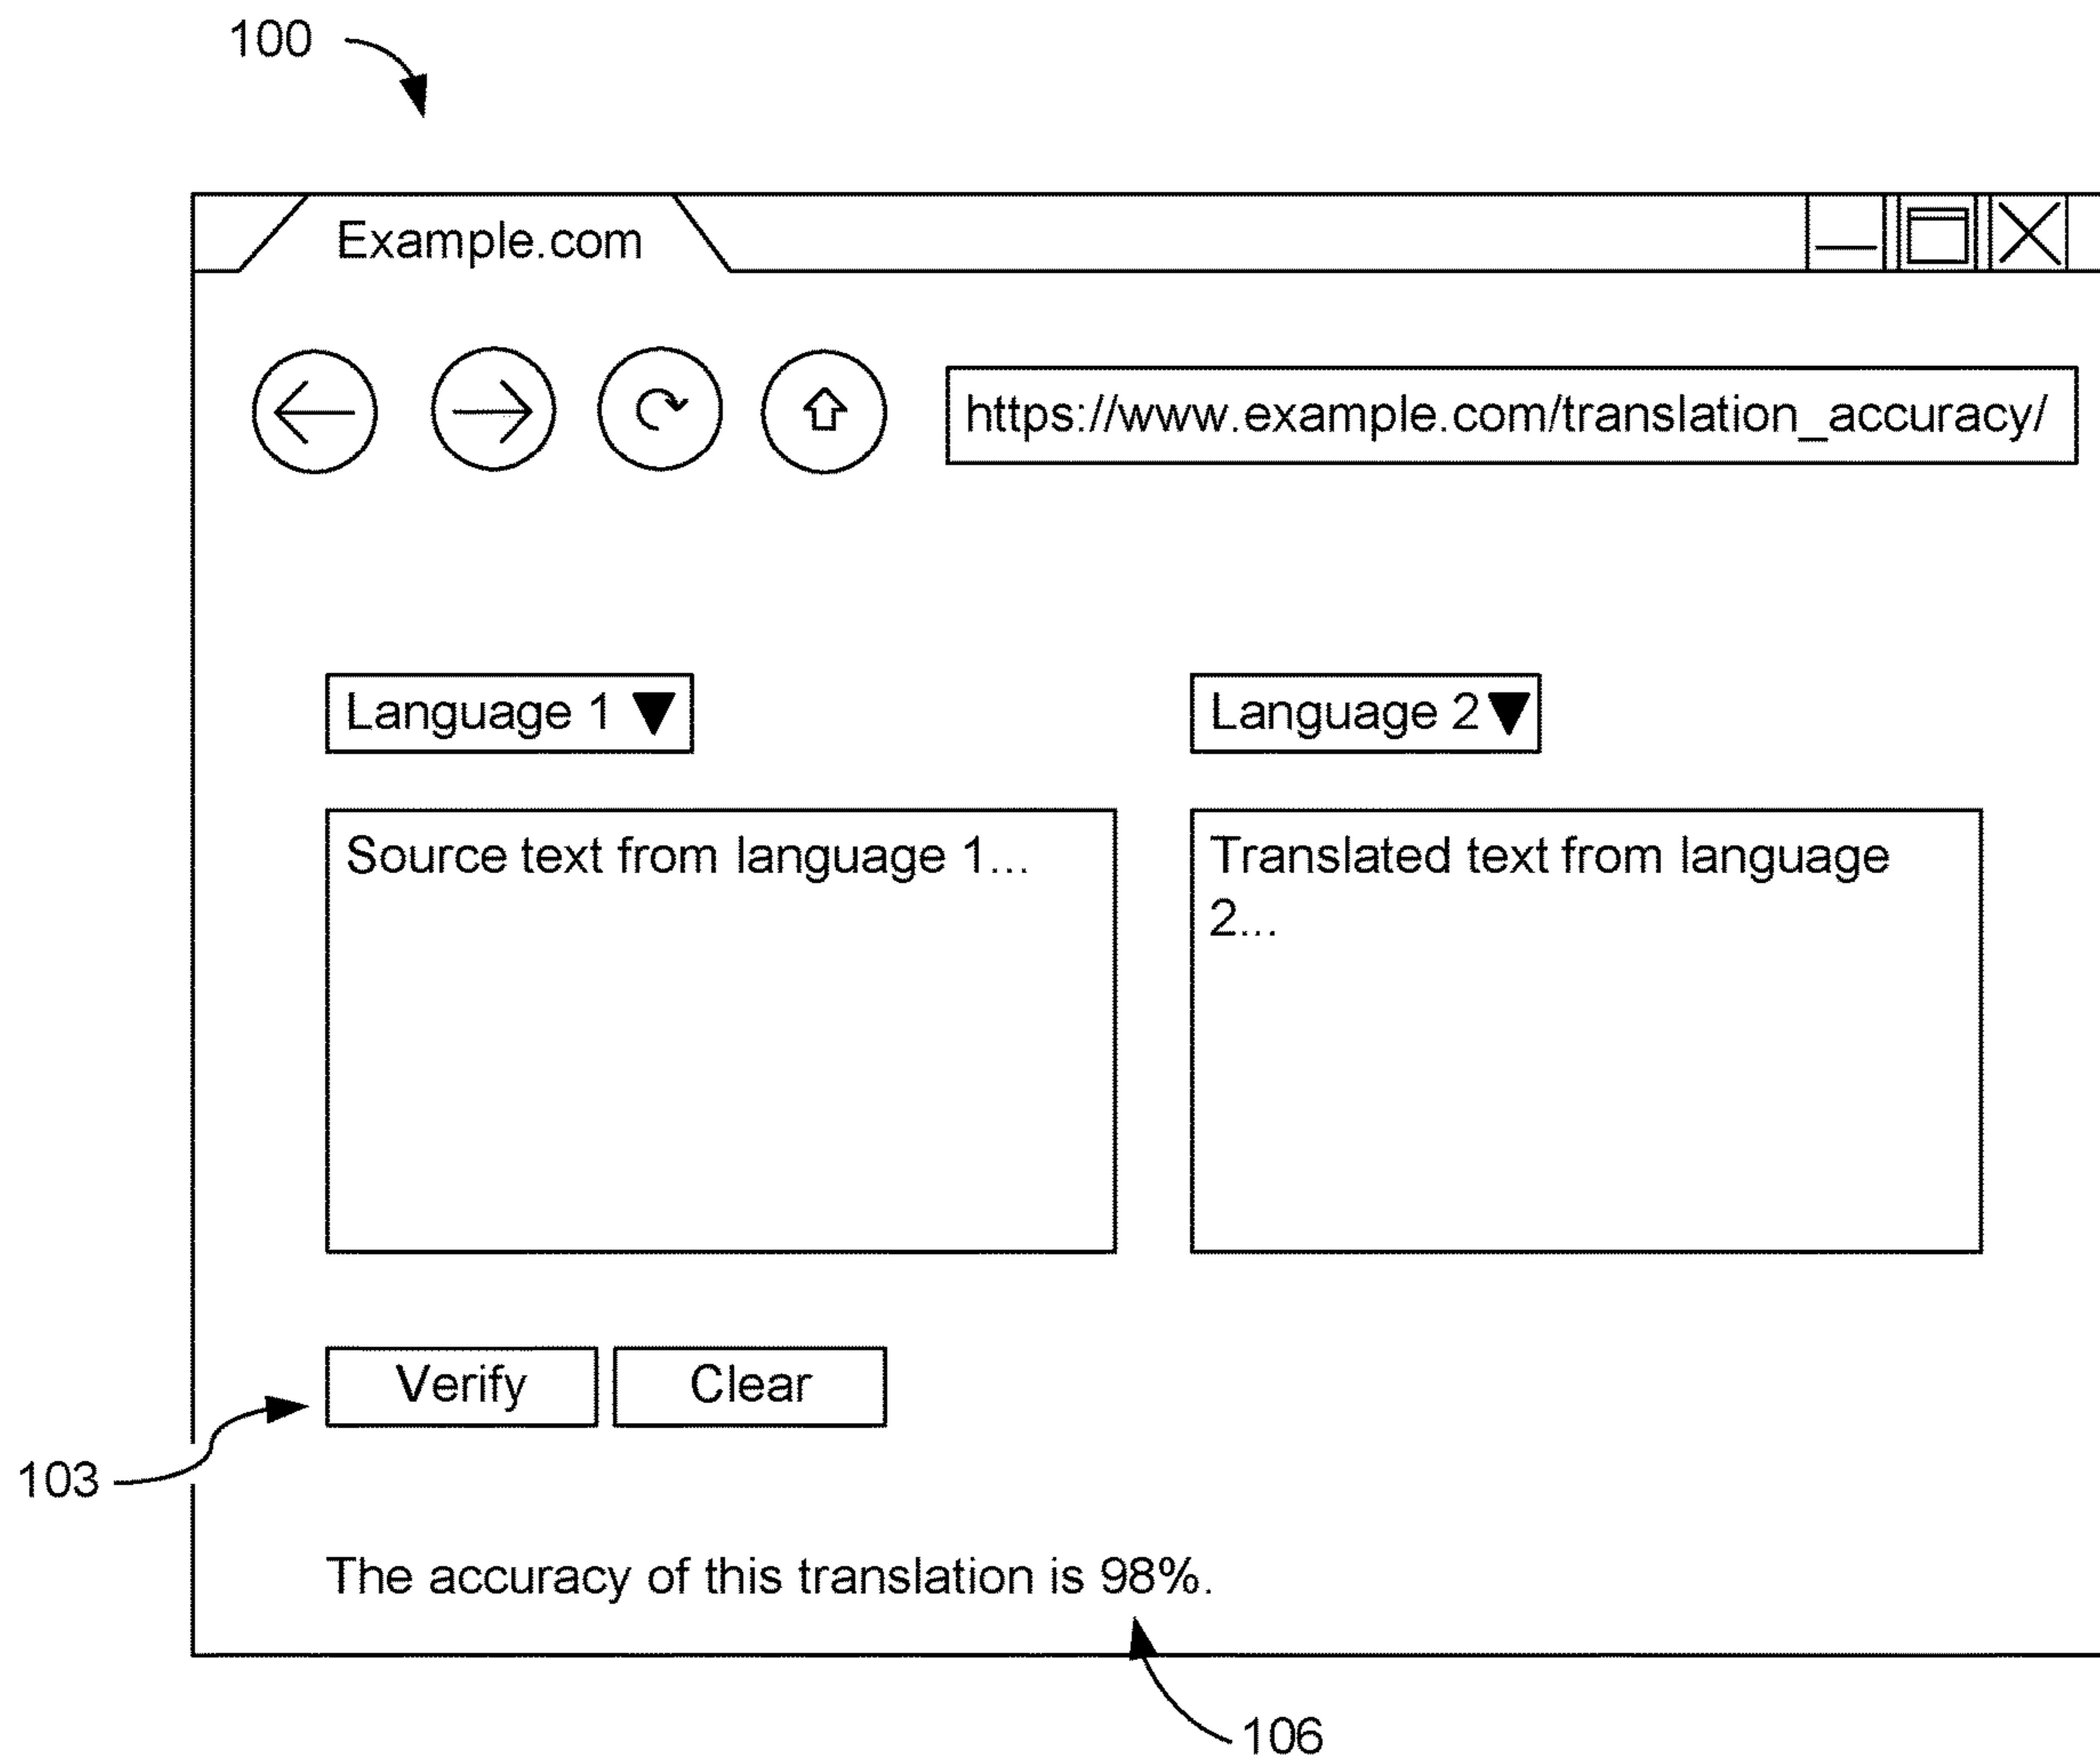 100
Example.com
https://www.example.com/translation_accuracy/
Language 1
Language 2
Source text from language 1...
Translated text from language
2...
Verify
Clear
103
The accuracy of this translation is 98%.
106